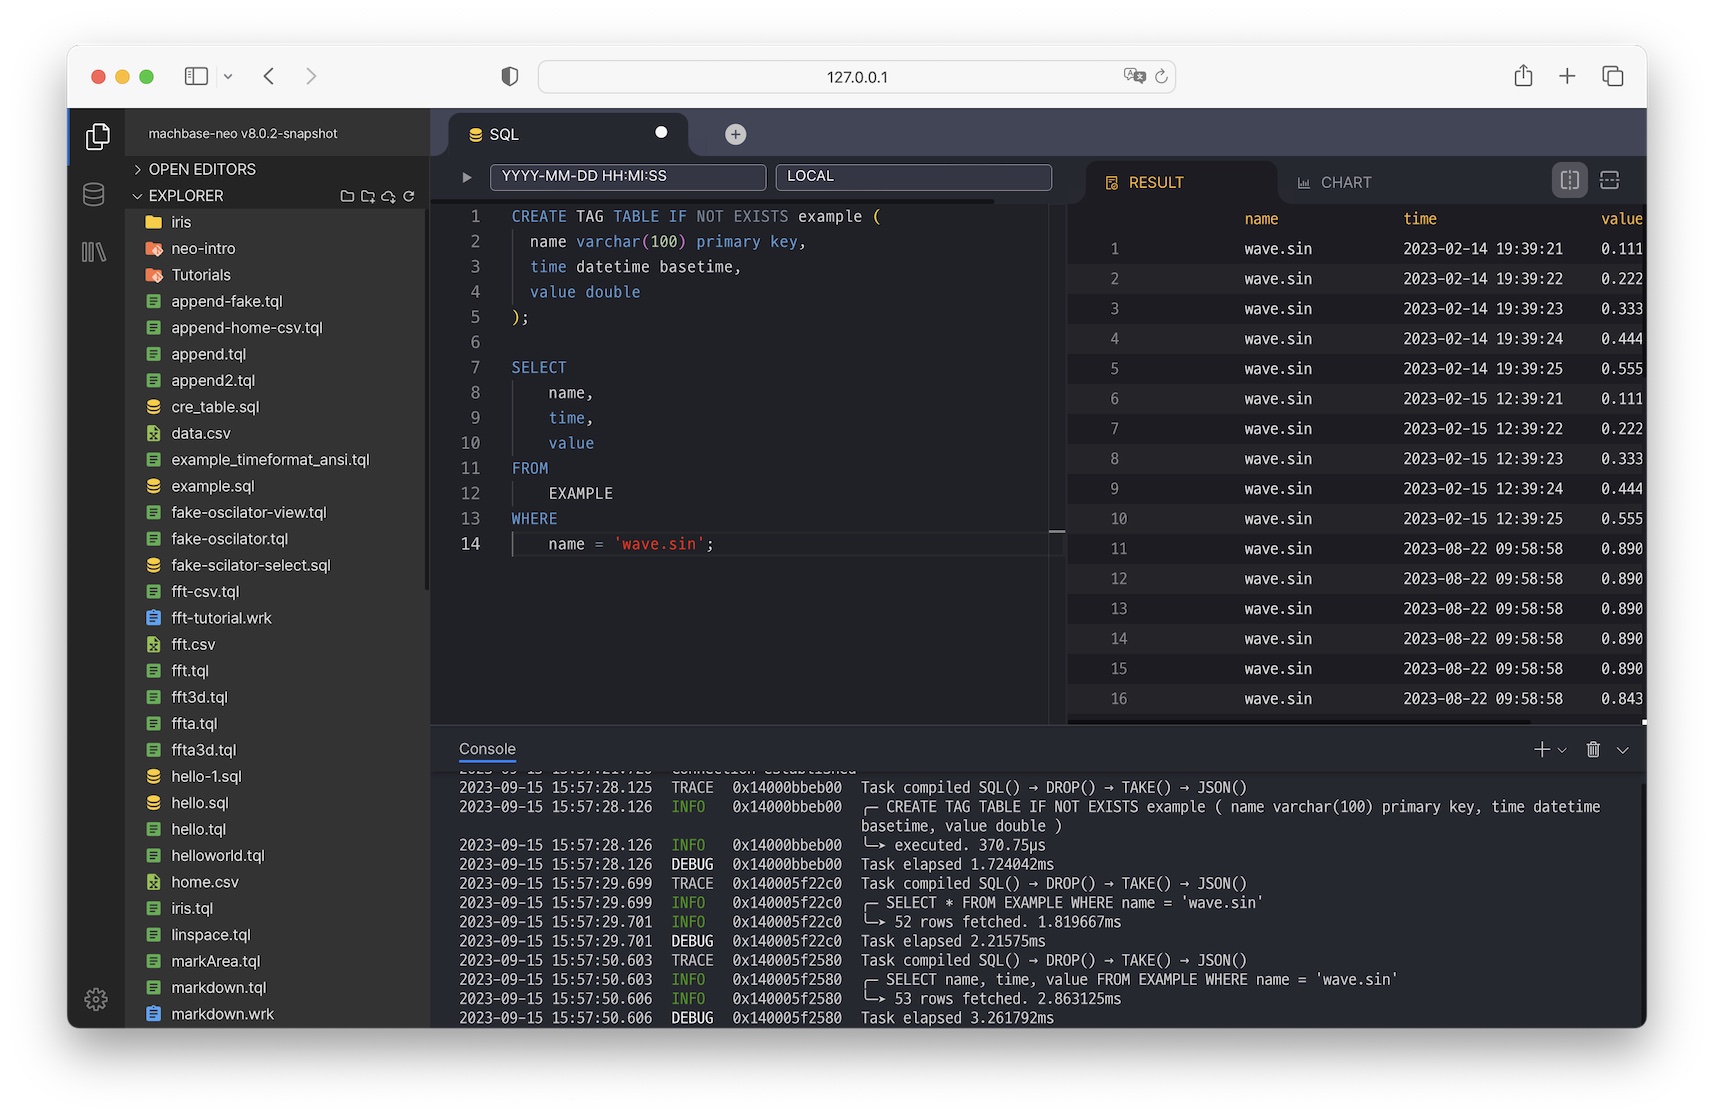 127.0.0.1
machbase-neo v8.0.2-snapshot
OPEN EDITORS
EXPLORER
iris
neo-intro
Tutorials
append-fake.tql
append-home-csv.tql
append.tql
append2.tql
cre_table.sql
data.csv
example_timeformat_ansi.tql
example.sql
fake-oscilator-view.tql
fake-oscilator.tql
fake-scilator-select.sql
fft-csv.tql
fft-tutorial.wrk
fft.csv
fft.tql
fft3d.tql
ffta.tql
ffta3d.tql
hello-1.sql
hello.sql
hello.tql
helloworld.tql
home.csv
iris.tql
linspace.tql
markArea.tql
markdown.tql
markdown.wrk
SQL
YYYY-MM-DD HH:MI:SS LOCAL
1 CREATE TAG TABLE IF NOT EXISTS example (
2 name varchar(100) primary key,
3 time datetime basetime,
4 value double
5 );
6
7 SELECT
8 name,
9 time,
10 value
11 FROM
12 EXAMPLE
13 WHERE
14 name = 'wave.sin';
RESULT CHART
name time value
1 wave.sin 2023-02-14 19:39:21 0.111
2 wave.sin 2023-02-14 19:39:22 0.222
3 wave.sin 2023-02-14 19:39:23 0.333
4 wave.sin 2023-02-14 19:39:24 0.444
5 wave.sin 2023-02-14 19:39:25 0.555
6 wave.sin 2023-02-15 12:39:21 0.111
7 wave.sin 2023-02-15 12:39:22 0.222
8 wave.sin 2023-02-15 12:39:23 0.333
9 wave.sin 2023-02-15 12:39:24 0.444
10 wave.sin 2023-02-15 12:39:25 0.555
11 wave.sin 2023-08-22 09:58:58 0.890
12 wave.sin 2023-08-22 09:58:58 0.890
13 wave.sin 2023-08-22 09:58:58 0.890
14 wave.sin 2023-08-22 09:58:58 0.890
15 wave.sin 2023-08-22 09:58:58 0.890
16 wave.sin 2023-08-22 09:58:58 0.843
Console
2023-09-15 15:57:28.125 TRACE 0x14000bbeb00 Task compiled SQL() → DROP() → TAKE() → JSON()
2023-09-15 15:57:28.126 INFO 0x14000bbeb00 ╭─ CREATE TAG TABLE IF NOT EXISTS example ( name varchar(100) primary key, time datetime
basetime, value double )
2023-09-15 15:57:28.126 INFO 0x14000bbeb00 ╰─➤ executed. 370.75µs
2023-09-15 15:57:28.126 DEBUG 0x14000bbeb00 Task elapsed 1.724042ms
2023-09-15 15:57:29.699 TRACE 0x140005f22c0 Task compiled SQL() → DROP() → TAKE() → JSON()
2023-09-15 15:57:29.699 INFO 0x140005f22c0 ╭─ SELECT * FROM EXAMPLE WHERE name = 'wave.sin'
2023-09-15 15:57:29.701 INFO 0x140005f22c0 ╰─➤ 52 rows fetched. 1.819667ms
2023-09-15 15:57:29.701 DEBUG 0x140005f22c0 Task elapsed 2.21575ms
2023-09-15 15:57:50.603 TRACE 0x140005f2580 Task compiled SQL() → DROP() → TAKE() → JSON()
2023-09-15 15:57:50.603 INFO 0x140005f2580 ╭─ SELECT name, time, value FROM EXAMPLE WHERE name = 'wave.sin'
2023-09-15 15:57:50.606 INFO 0x140005f2580 ╰─➤ 53 rows fetched. 2.863125ms
2023-09-15 15:57:50.606 DEBUG 0x140005f2580 Task elapsed 3.261792ms